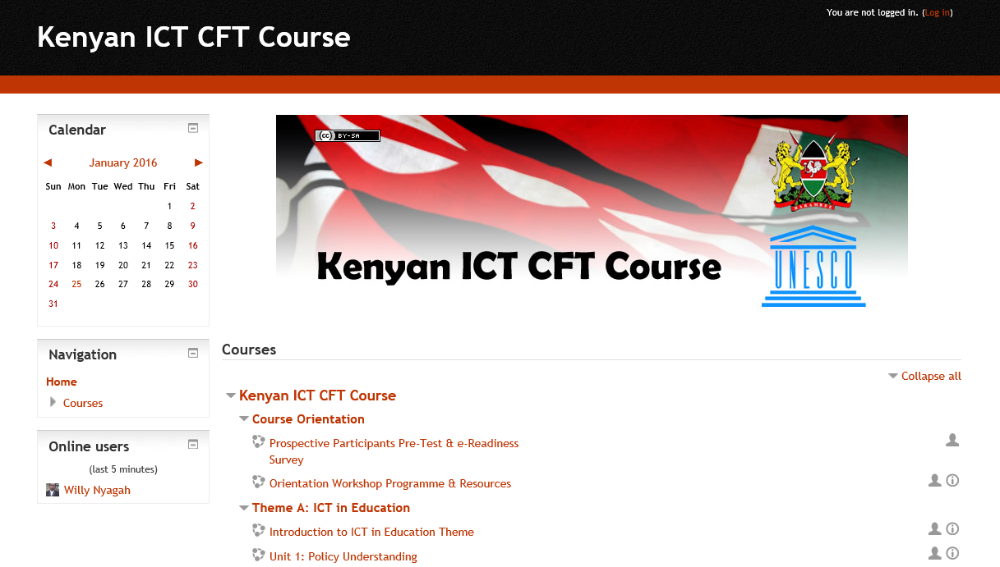 You are not logged in. (Log in)
Kenyan ICT CFT Course
Calendar
January 2016
Sun Mon Tue Wed Thu Fri Sat
1 2
3 4 5 6 7 8 9
10 11 12 13 14 15 16
17 18 19 20 21 22 23
24 25 26 27 28 29 30
31
Navigation
Home
Courses
Online users
(last 5 minutes)
Willy Nyagah
cc BY-SA
HARAMBEE
Kenyan ICT CFT Course
UNESCO
Courses
Collapse all
Kenyan ICT CFT Course
Course Orientation
Prospective Participants Pre-Test & e-Readiness
Survey
Orientation Workshop Programme & Resources
Theme A: ICT in Education
Introduction to ICT in Education Theme
Unit 1: Policy Understanding